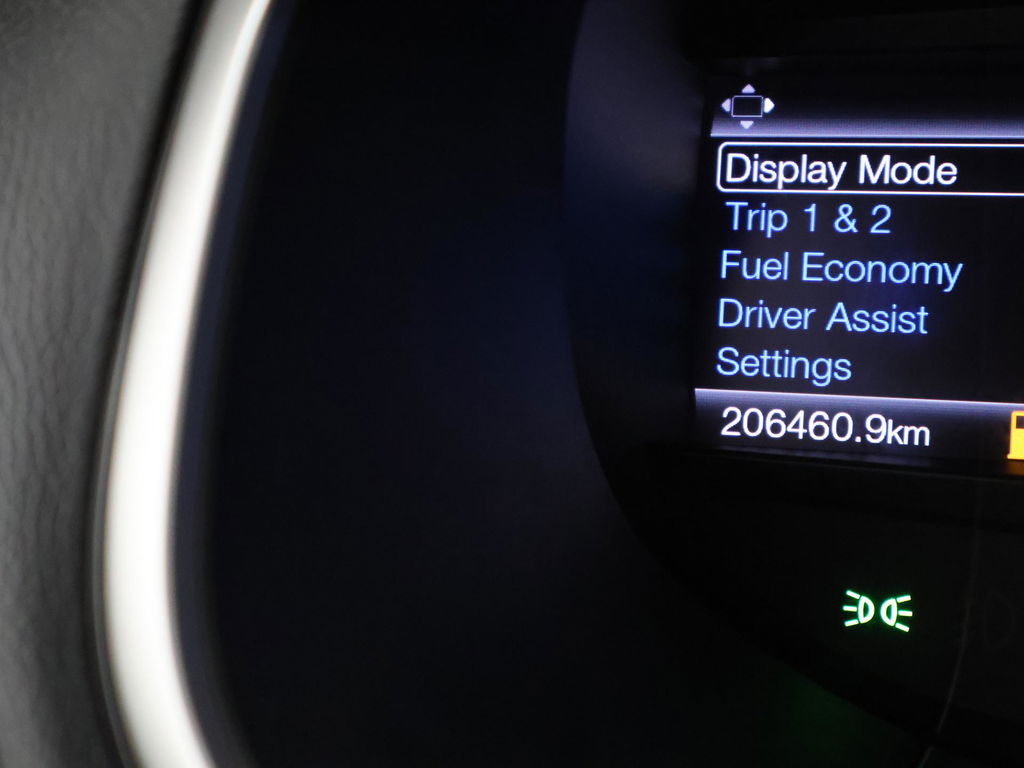 Display Mode
Trip 1 & 2
Fuel Economy
Driver Assist
Settings
206460.9km